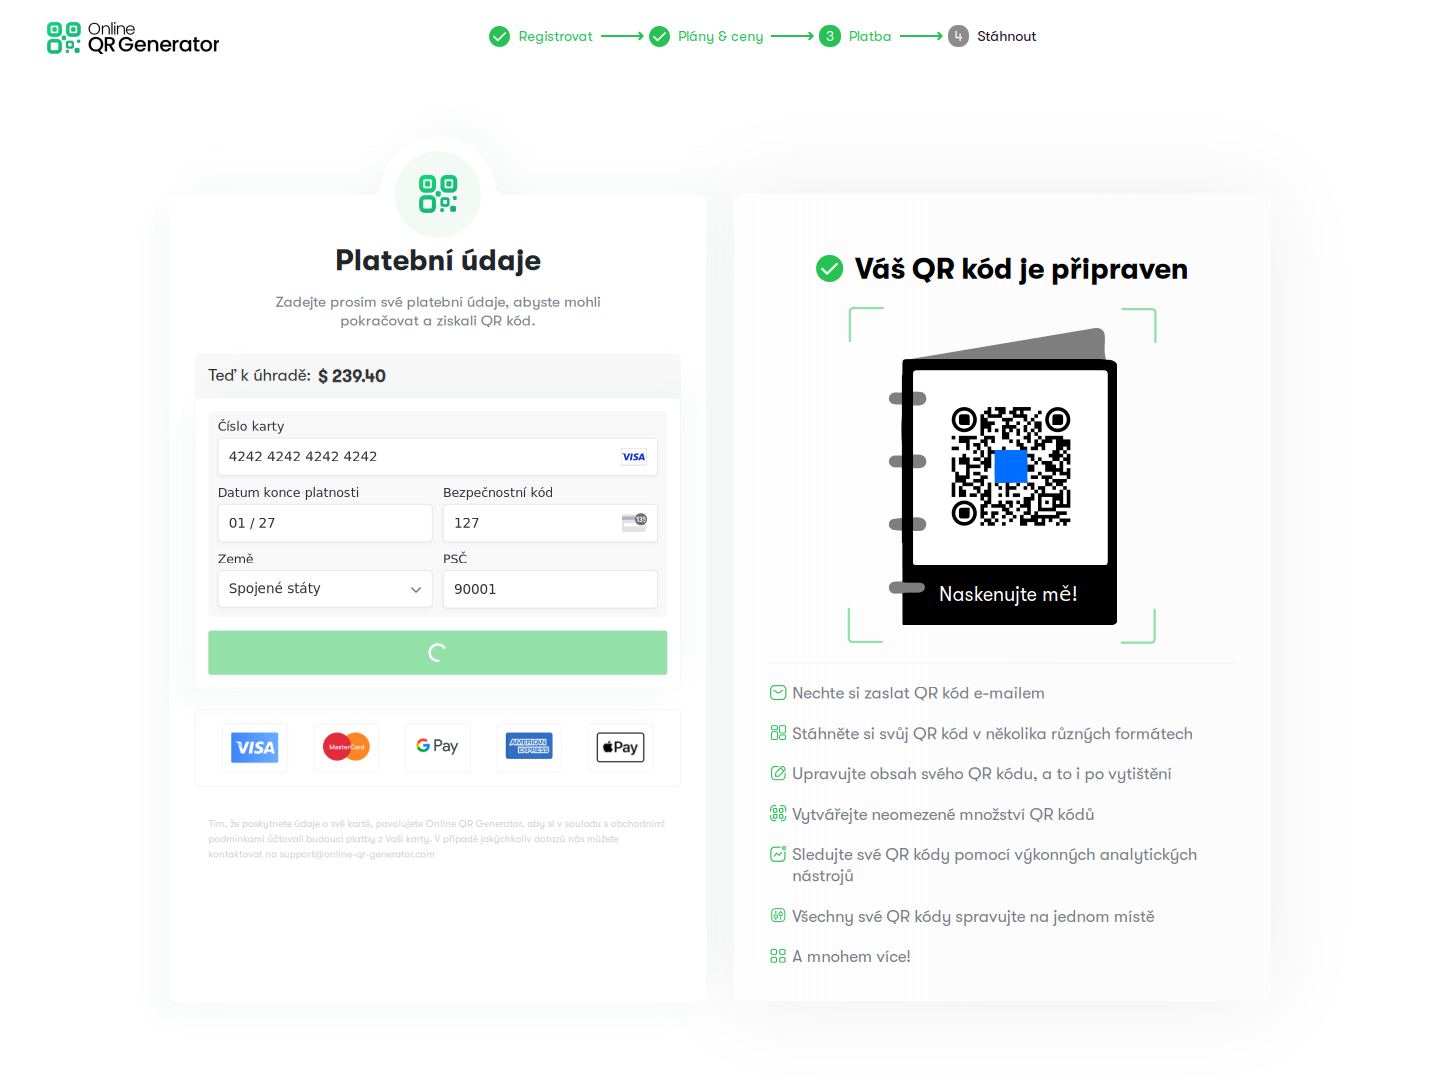 Online
QR Generator
Registrovat
Plány & ceny
3 Platba
4 Stáhnout
Platební údaje
Zadejte prosím své platební údaje, abyste mohli
pokračovat a získali QR kód.
Teď k úhradě: $ 239.40
Číslo karty
4242 4242 4242 4242 VISA
Datum konce platnosti Bezpečnostní kód
01 / 27 127 135
Země PSČ
Spojené státy 90001
VISA MasterCard G Pay AMERICAN EXPRESS Pay
Tím, že poskytnete údaje o své kartě, povolujete Online QR Generator, aby si v souladu s obchodními
podmínkami účtovali budoucí platby z Vaší karty. V případě jakýchkoliv dotazů nás můžete
kontaktovat na support@online-qr-generator.com
Váš QR kód je připraven
Naskenujte mě!
Nechte si zaslat QR kód e-mailem
Stáhněte si svůj QR kód v několika různých formátech
Upravujte obsah svého QR kódu, a to i po vytištění
Vytvářejte neomezené množství QR kódů
Sledujte své QR kódy pomocí výkonných analytických
nástrojů
Všechny své QR kódy spravujte na jednom místě
A mnohem více!